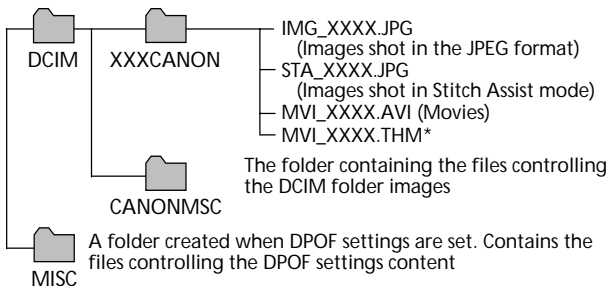 IMG_XXXX.JPG
(Images shot in the JPEG format)
DCIM XXXCANON
STA_XXXX.JPG
(Images shot in Stitch Assist mode)
MVI_XXXX.AVI (Movies)
MVI_XXXX.THM*
The folder containing the files controlling
the DCIM folder images
CANONMSC
A folder created when DPOF settings are set. Contains the
files controlling the DPOF settings content
MISC